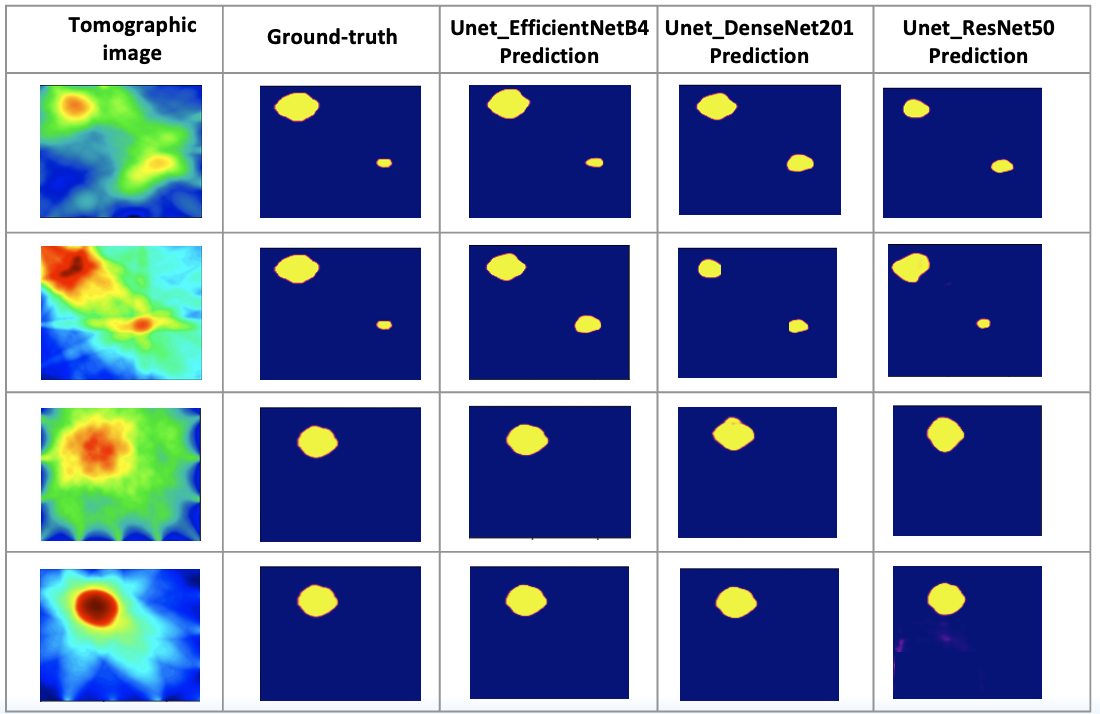 Tomographic
image
Ground-truth
Unet_EfficientNetB4
Prediction
Unet_DenseNet201
Prediction
Unet_ResNet50
Prediction